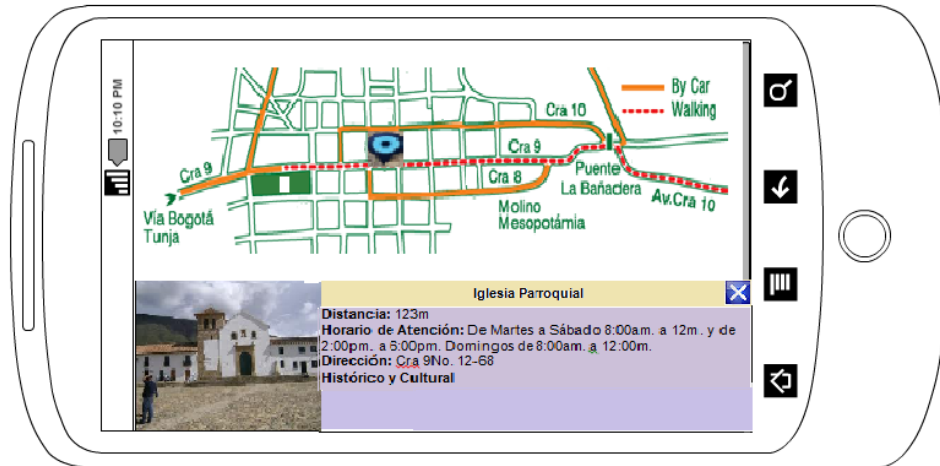 10:10 PM
By Car
Walking
Cra 10
Cra 9
Cra 9
Cra 8
Puente
La Bañadera
Av.Cra 10
Vía Bogotá
Tunja
Molino
Mesopotámia
Iglesia Parroquial
Distancia: 123m
Horario de Atención: De Martes a Sábado 8:00am. a 12m. y de
2:00pm. a 6:00pm. Domingos de 8:00am. a 12:00m.
Dirección: Cra 9No. 12-68
Histórico y Cultural